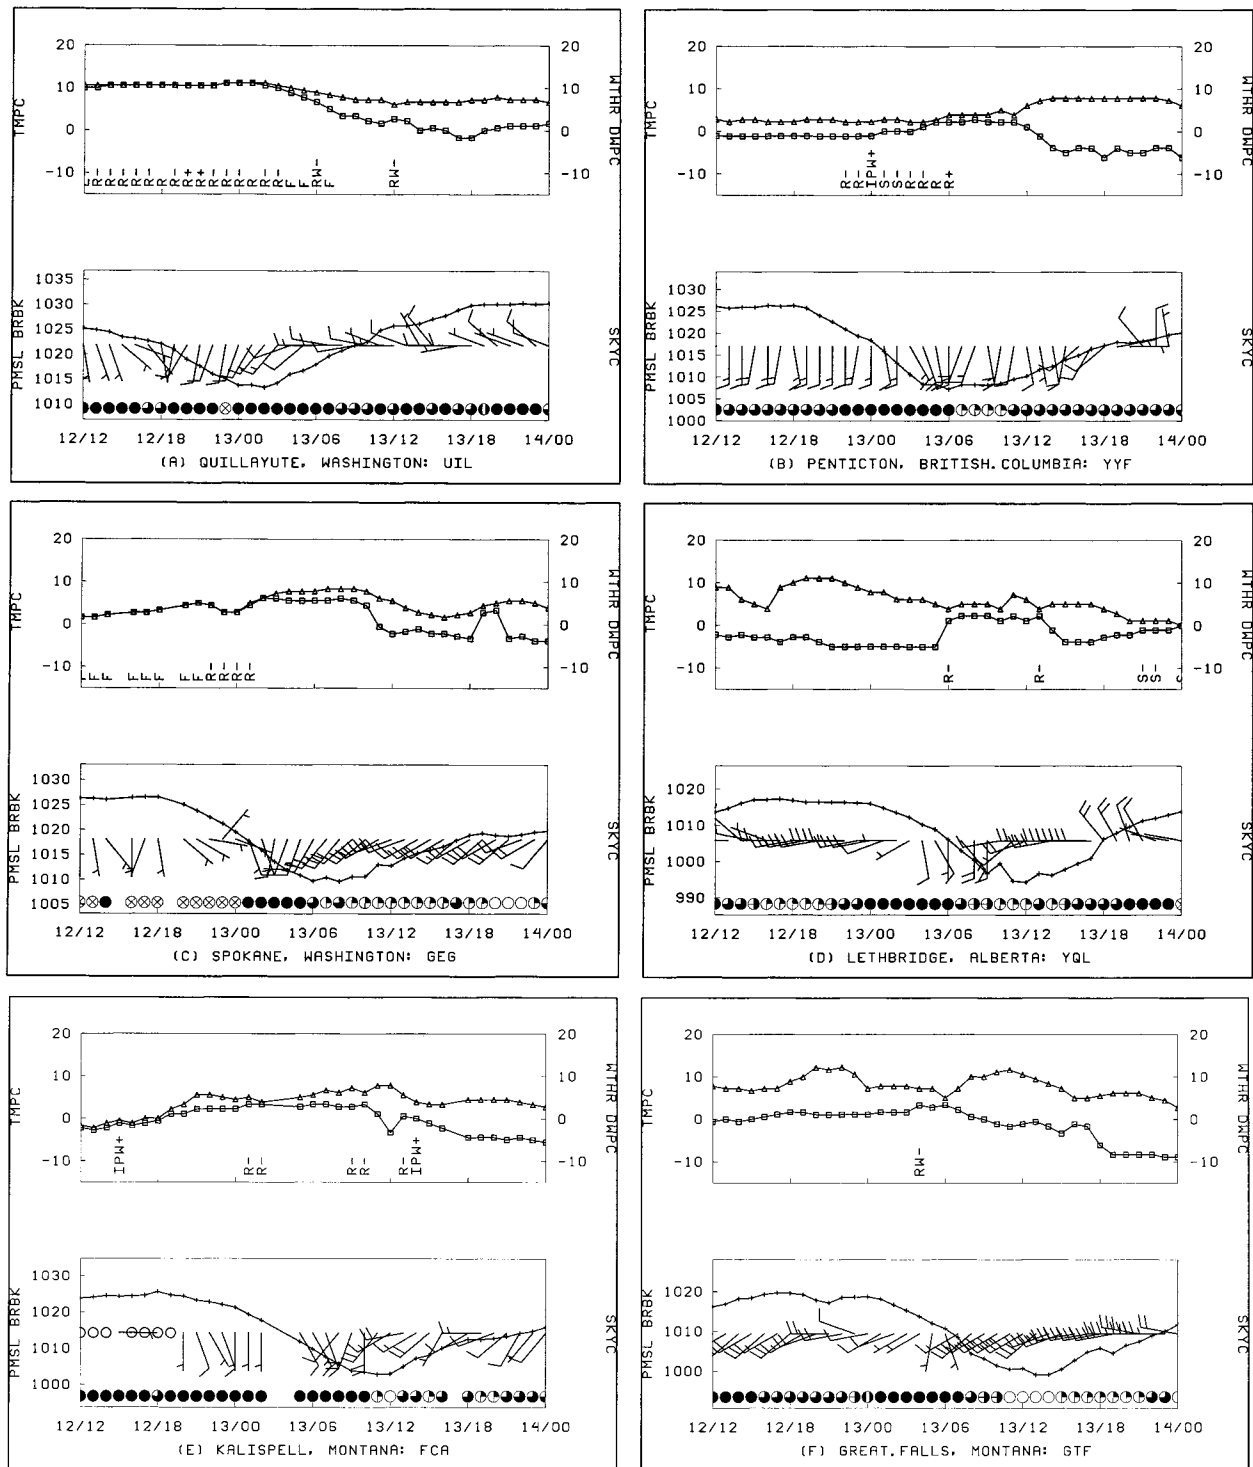 20
10
0
-10
TMPC
20
10
0
-10
WTHR DWPC
F R- R- R- R- R- R R- R+ R+ R- R- R- R- R- R- F F RW- F RW-
1035
1030
1025
1020
1015
1010
PMSL BRBK
SKYC
12/12 12/18 13/00 13/06 13/12 13/18 14/00
(A) QUILLAYUTE, WASHINGTON: UIL
20
10
0
-10
TMPC
20
10
0
-10
WTHR DWPC
R- R- IPW+ S- S- R- R- R R+
1030
1020
1015
1010
1005
1000
PMSL BRBK
SKYC
12/12 12/18 13/00 13/06 13/12 13/18 14/00
(B) PENTICTON, BRITISH.COLUMBIA: YYF
20
10
0
-10
TMPC
20
10
0
-10
WTHR DWPC
F F F F F F F R- R- R- R-
1030
1025
1020
1015
1010
1005
PMSL BRBK
SKYC
12/12 12/18 13/00 13/06 13/12 13/18 14/00
(C) SPOKANE, WASHINGTON: GEG
20
10
0
-10
TMPC
20
10
0
-10
WTHR DWPC
R- R- S- S- S
1020
1010
1000
990
PMSL BRBK
SKYC
12/12 12/18 13/00 13/06 13/12 13/18 14/00
(D) LETHBRIDGE, ALBERTA: YQL
20
10
0
-10
TMPC
20
10
0
-10
WTHR DWPC
IPW+ R- R- R- R- R- IPW+
1030
1020
1010
1000
PMSL BRBK
SKYC
12/12 12/18 13/00 13/06 13/12 13/18 14/00
(E) KALISPELL, MONTANA: FCA
20
10
0
-10
TMPC
20
10
0
-10
WTHR DWPC
RW-
1020
1010
1000
PMSL BRBK
SKYC
12/12 12/18 13/00 13/06 13/12 13/18 14/00
(F) GREAT.FALLS, MONTANA: GTF